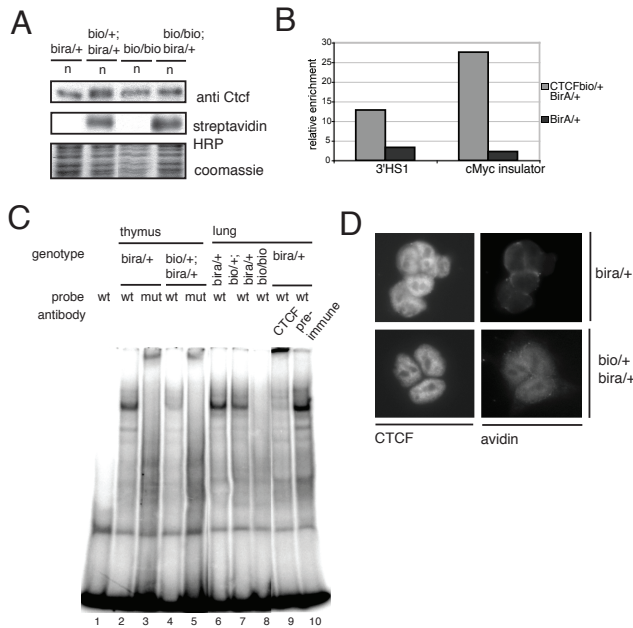 A
bira/+
bio/+;
bira/+
bio/bio
bio/bio;
bira/+
n n n n
anti Ctcf
streptavidin
HRP
coomassie
B
relative enrichment
30
25
20
15
10
5
0
3'HS1 cMyc insulator
CTCFbio/+
BirA/+
BirA/+
C
thymus lung
genotype
bira/+
bio/+;
bira/+
bira/+
bio/+;
bira/+
bio/bio
bira/+
probe wt wt mut wt mut wt wt wt wt wt
antibody
CTCF
pre-
immune
1 2 3 4 5 6 7 8 9 10
D
bira/+
bio/+
bira/+
CTCF avidin